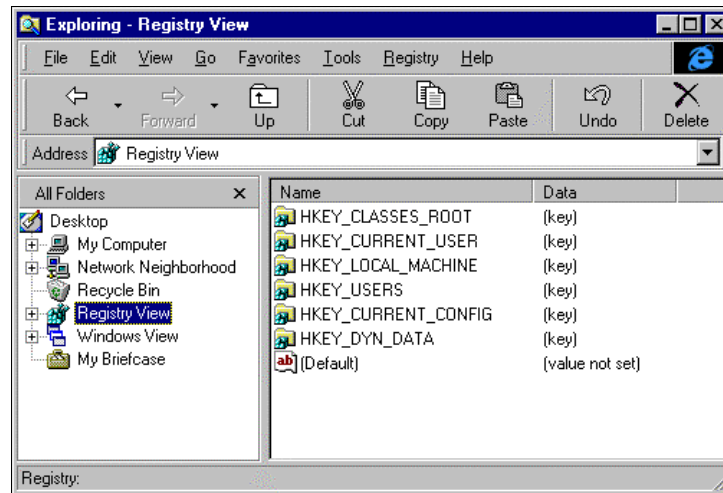 Exploring - Registry View
File Edit View Go Favorites Tools Registry Help
Back Forward Up Cut Copy Paste Undo Delete
Address Registry View
All Folders
Desktop
My Computer
Network Neighborhood
Recycle Bin
Registry View
Windows View
My Briefcase
Name Data
HKEY_CLASSES_ROOT (key)
HKEY_CURRENT_USER (key)
HKEY_LOCAL_MACHINE (key)
HKEY_USERS (key)
HKEY_CURRENT_CONFIG (key)
HKEY_DYN_DATA (key)
ab (Default) (value not set)
Registry: